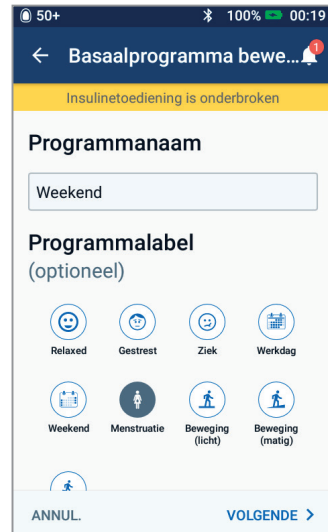 50+ 100% 00:19
Basaalprogramma bewe... 1
Insulinetoediening is onderbroken
Programmanaam
Weekend
Programmalabel
(optioneel)
Relaxed Gestrest Ziek Werkdag
Weekend Menstruatie Beweging (licht) Beweging (matig)
ANNUL. VOLGENDE